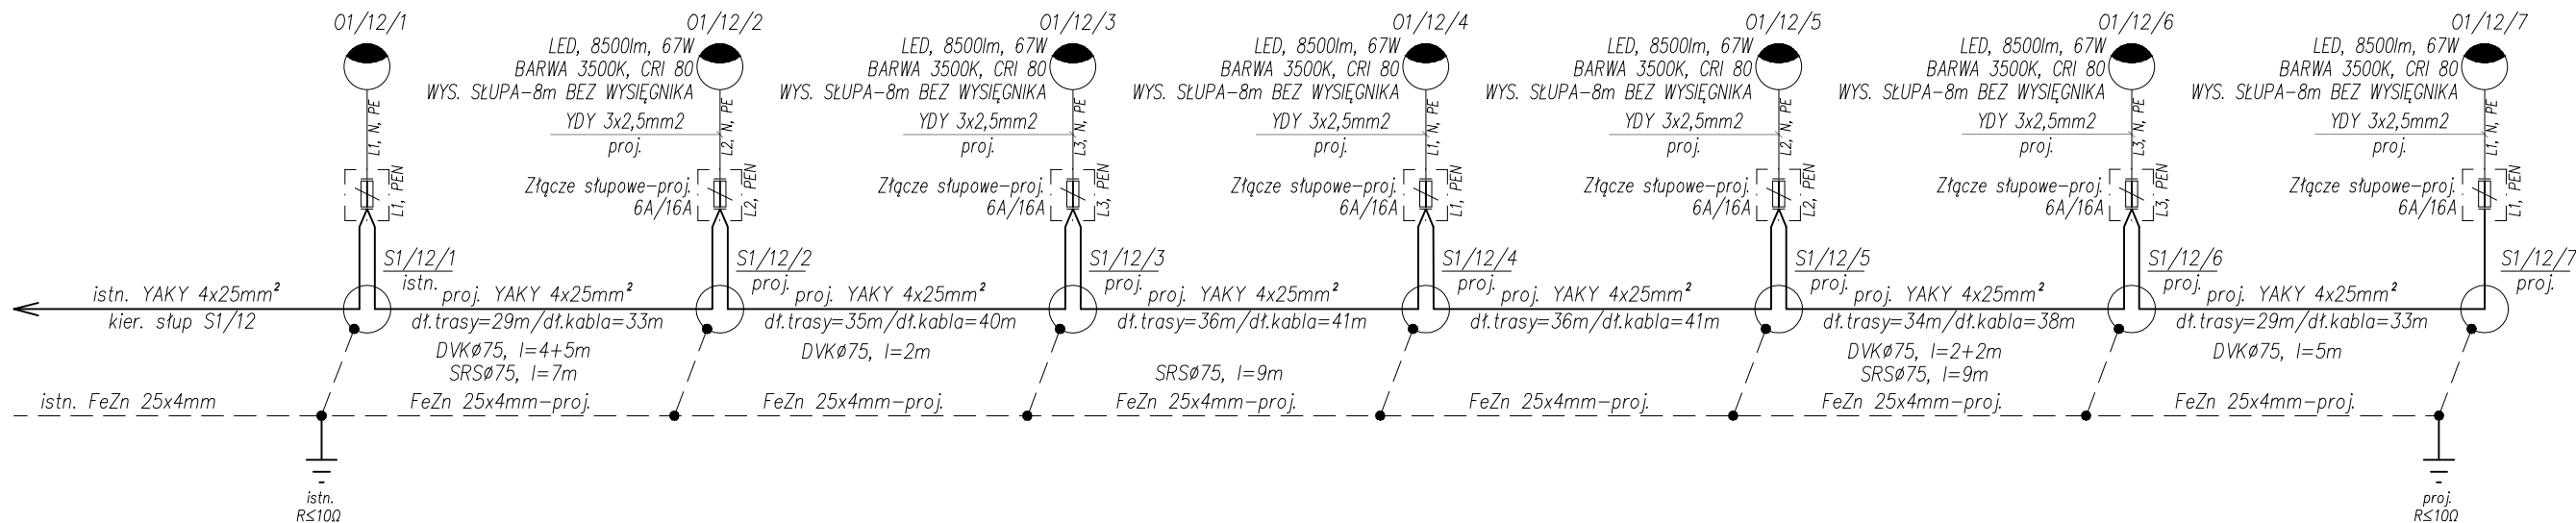 O1/12/1
L1, N, PE
L1, PEN
S1/12/1
istn.
istn. YAKY 4x25mm²
kier. słup S1/12
istn. FeZn 25x4mm
istn.
R≤10Ω
O1/12/2
LED, 8500lm, 67W
BARWA 3500K, CRI 80
WYS. SŁUPA-8m BEZ WYSIĘGNIKA
YDY 3x2,5mm2
proj.
L2, N, PE
Złącze słupowe-proj.
6A/16A
L2, PEN
S1/12/2
proj.
proj. YAKY 4x25mm²
dł.trasy=29m/dł.kabla=33m
DVKø75, l=4+5m
SRSø75, l=7m
FeZn 25x4mm-proj.
O1/12/3
LED, 8500lm, 67W
BARWA 3500K, CRI 80
WYS. SŁUPA-8m BEZ WYSIĘGNIKA
YDY 3x2,5mm2
proj.
L3, N, PE
Złącze słupowe-proj.
6A/16A
L3, PEN
S1/12/3
proj.
proj. YAKY 4x25mm²
dł.trasy=35m/dł.kabla=40m
DVKø75, l=2m
FeZn 25x4mm-proj.
O1/12/4
LED, 8500lm, 67W
BARWA 3500K, CRI 80
WYS. SŁUPA-8m BEZ WYSIĘGNIKA
YDY 3x2,5mm2
proj.
L1, N, PE
Złącze słupowe-proj.
6A/16A
L1, PEN
S1/12/4
proj.
proj. YAKY 4x25mm²
dł.trasy=36m/dł.kabla=41m
SRSø75, l=9m
FeZn 25x4mm-proj.
O1/12/5
LED, 8500lm, 67W
BARWA 3500K, CRI 80
WYS. SŁUPA-8m BEZ WYSIĘGNIKA
YDY 3x2,5mm2
proj.
L2, N, PE
Złącze słupowe-proj.
6A/16A
L2, PEN
S1/12/5
proj.
proj. YAKY 4x25mm²
dł.trasy=36m/dł.kabla=41m
FeZn 25x4mm-proj.
O1/12/6
LED, 8500lm, 67W
BARWA 3500K, CRI 80
WYS. SŁUPA-8m BEZ WYSIĘGNIKA
YDY 3x2,5mm2
proj.
L3, N, PE
Złącze słupowe-proj.
6A/16A
L3, PEN
S1/12/6
proj.
proj. YAKY 4x25mm²
dł.trasy=34m/dł.kabla=38m
DVKø75, l=2+2m
SRSø75, l=9m
FeZn 25x4mm-proj.
O1/12/7
LED, 8500lm, 67W
BARWA 3500K, CRI 80
WYS. SŁUPA-8m BEZ WYSIĘGNIKA
YDY 3x2,5mm2
proj.
L1, N, PE
Złącze słupowe-proj.
6A/16A
L1, PEN
S1/12/7
proj.
proj. YAKY 4x25mm²
dł.trasy=29m/dł.kabla=33m
DVKø75, l=5m
FeZn 25x4mm-proj.
proj.
R≤10Ω